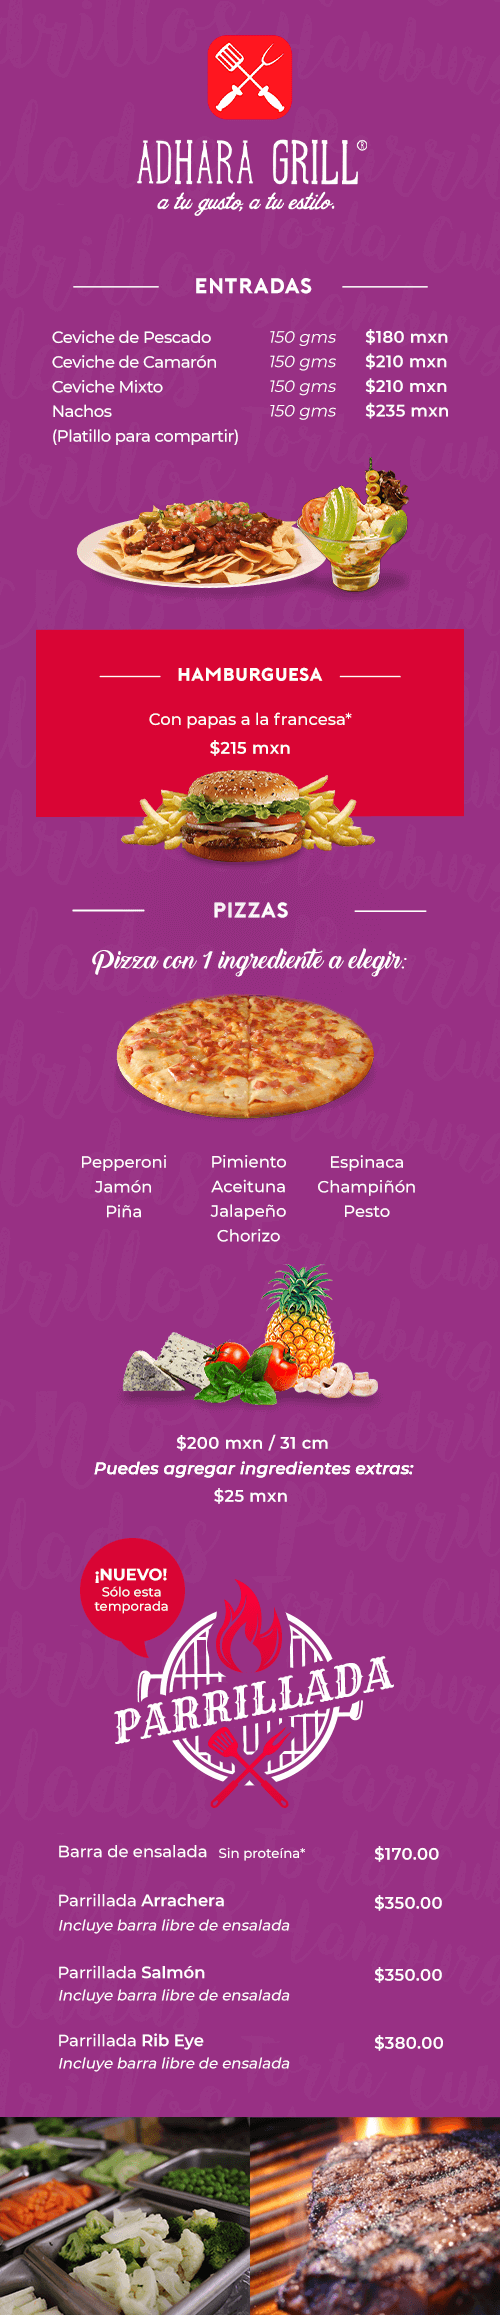 ADHARA GRILL®
a tu gusto, a tu estilo.
ENTRADAS
Ceviche de Pescado 150 gms $180 mxn
Ceviche de Camarón 150 gms $210 mxn
Ceviche Mixto 150 gms $210 mxn
Nachos 150 gms $235 mxn
(Platillo para compartir)
HAMBURGUESA
Con papas a la francesa*
$215 mxn
PIZZAS
Pizza con 1 ingrediente a elegir:
Pepperoni Pimiento Espinaca
Jamón Aceituna Champiñón
Piña Jalapeño Pesto
Chorizo
$200 mxn / 31 cm
Puedes agregar ingredientes extras:
$25 mxn
¡NUEVO!
Sólo esta
temporada
PARRILLADA
Barra de ensalada Sin proteína* $170.00
Parrillada Arrachera $350.00
Incluye barra libre de ensalada
Parrillada Salmón $350.00
Incluye barra libre de ensalada
Parrillada Rib Eye $380.00
Incluye barra libre de ensalada